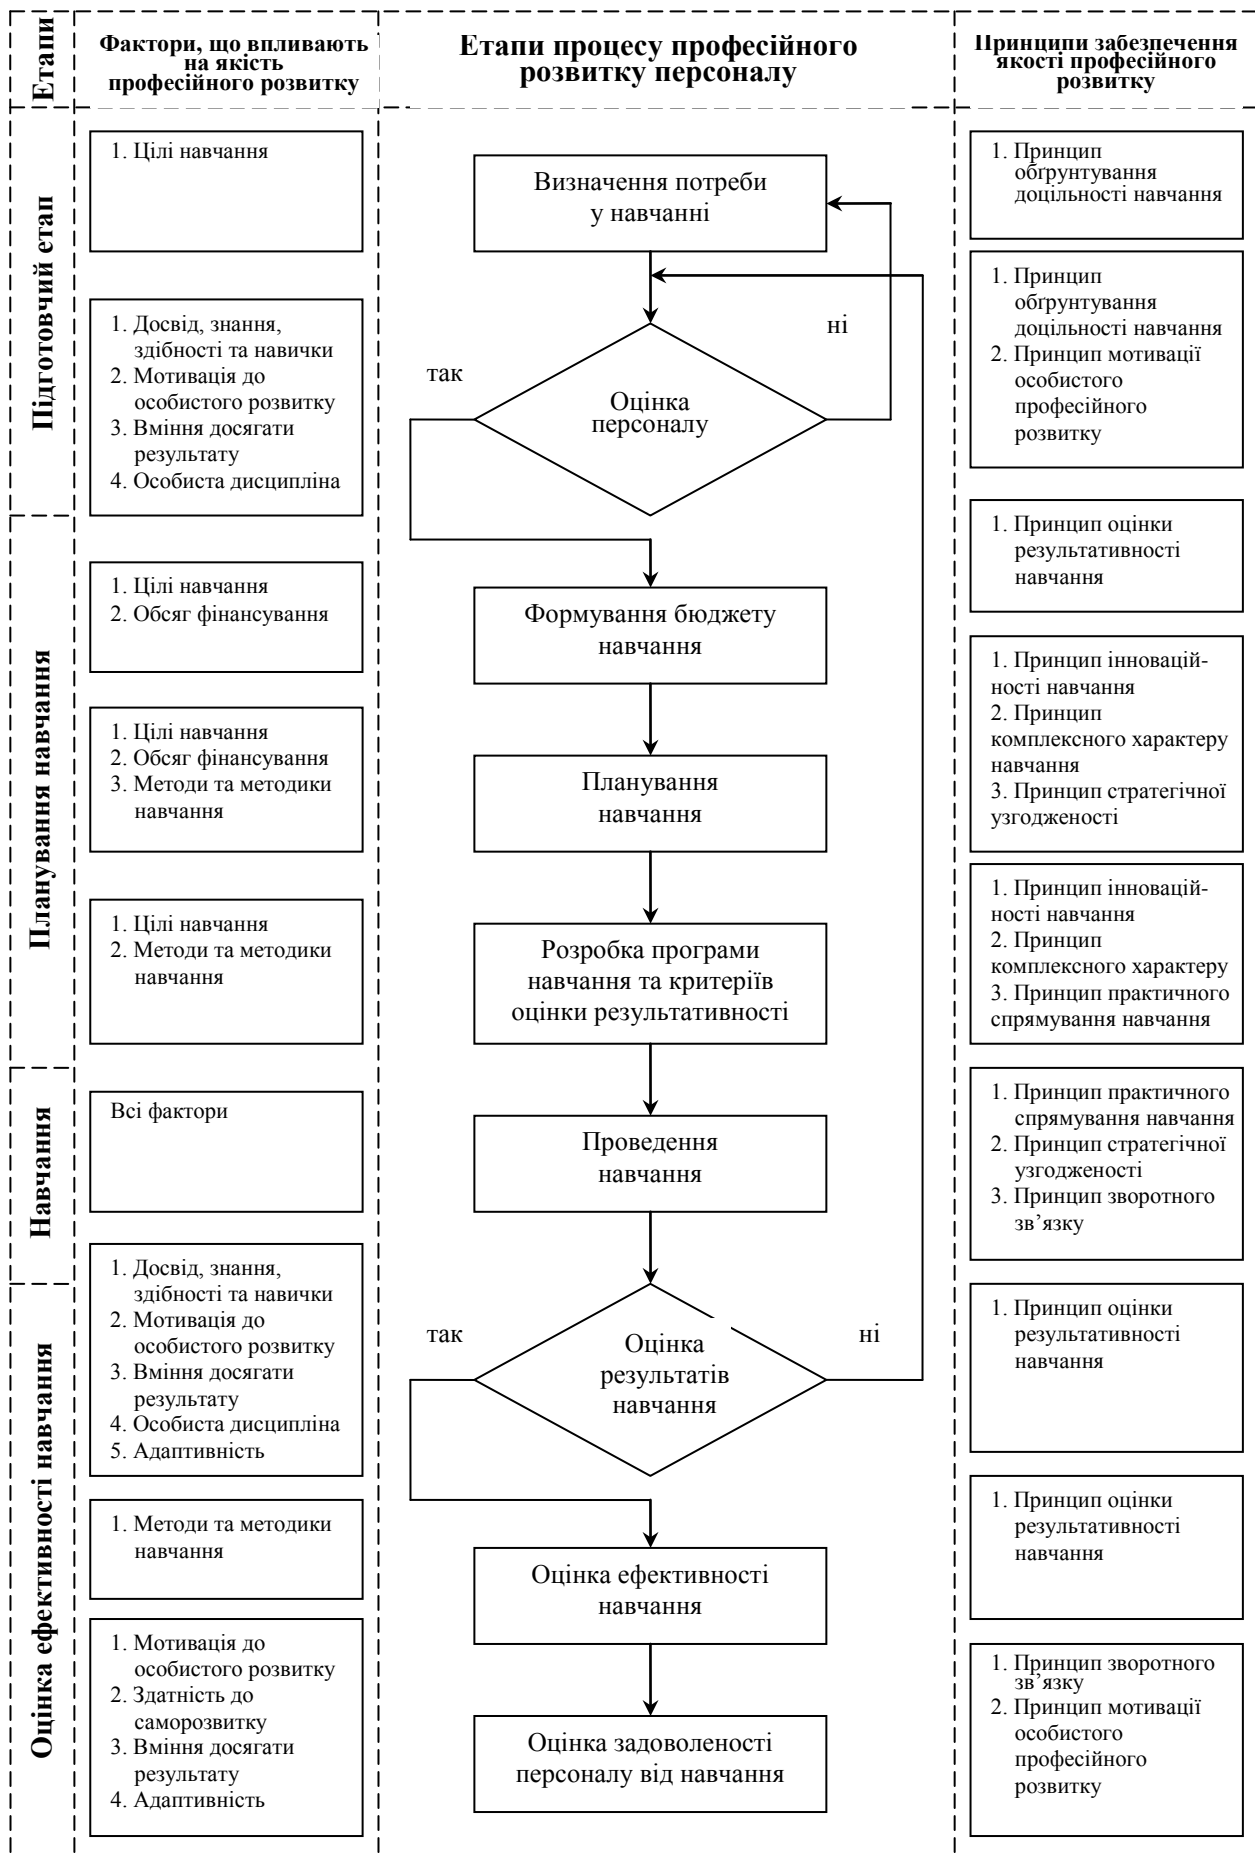 Етапи
Фактори, що впливають
на якість
професійного розвитку
Етапи процесу професійного
розвитку персоналу
Принципи забезпечення
якості професійного
розвитку
Підготовчий етап
1. Цілі навчання
Визначення потреби
у навчанні
1. Принцип
обґрунтування
доцільності навчання
1. Досвід, знання,
здібності та навички
2. Мотивація до
особистого розвитку
3. Вміння досягати
результату
4. Особиста дисципліна
так
ні
Оцінка
персоналу
1. Принцип
обґрунтування
доцільності навчання
2. Принцип мотивації
особистого
професійного
розвитку
Планування навчання
1. Цілі навчання
2. Обсяг фінансування
Формування бюджету
навчання
1. Принцип оцінки
результативності
навчання
1. Цілі навчання
2. Обсяг фінансування
3. Методи та методики
навчання
Планування
навчання
1. Принцип інновацій-
ності навчання
2. Принцип
комплексного характеру
навчання
3. Принцип стратегічної
узгодженості
1. Цілі навчання
2. Методи та методики
навчання
Розробка програми
навчання та критеріїв
оцінки результативності
1. Принцип інновацій-
ності навчання
2. Принцип
комплексного характеру
3. Принцип практичного
спрямування навчання
Навчання
Всі фактори
Проведення
навчання
1. Принцип практичного
спрямування навчання
2. Принцип стратегічної
узгодженості
3. Принцип зворотного
зв’язку
Оцінка ефективності навчання
1. Досвід, знання,
здібності та навички
2. Мотивація до
особистого розвитку
3. Вміння досягати
результату
4. Особиста дисципліна
5. Адаптивність
так
ні
Оцінка
результатів
навчання
1. Принцип оцінки
результативності
навчання
1. Методи та методики
навчання
Оцінка ефективності
навчання
1. Принцип оцінки
результативності
навчання
1. Мотивація до
особистого розвитку
2. Здатність до
саморозвитку
3. Вміння досягати
результату
4. Адаптивність
Оцінка задоволеності
персоналу від навчання
1. Принцип зворотного
зв’язку
2. Принцип мотивації
особистого
професійного
розвитку